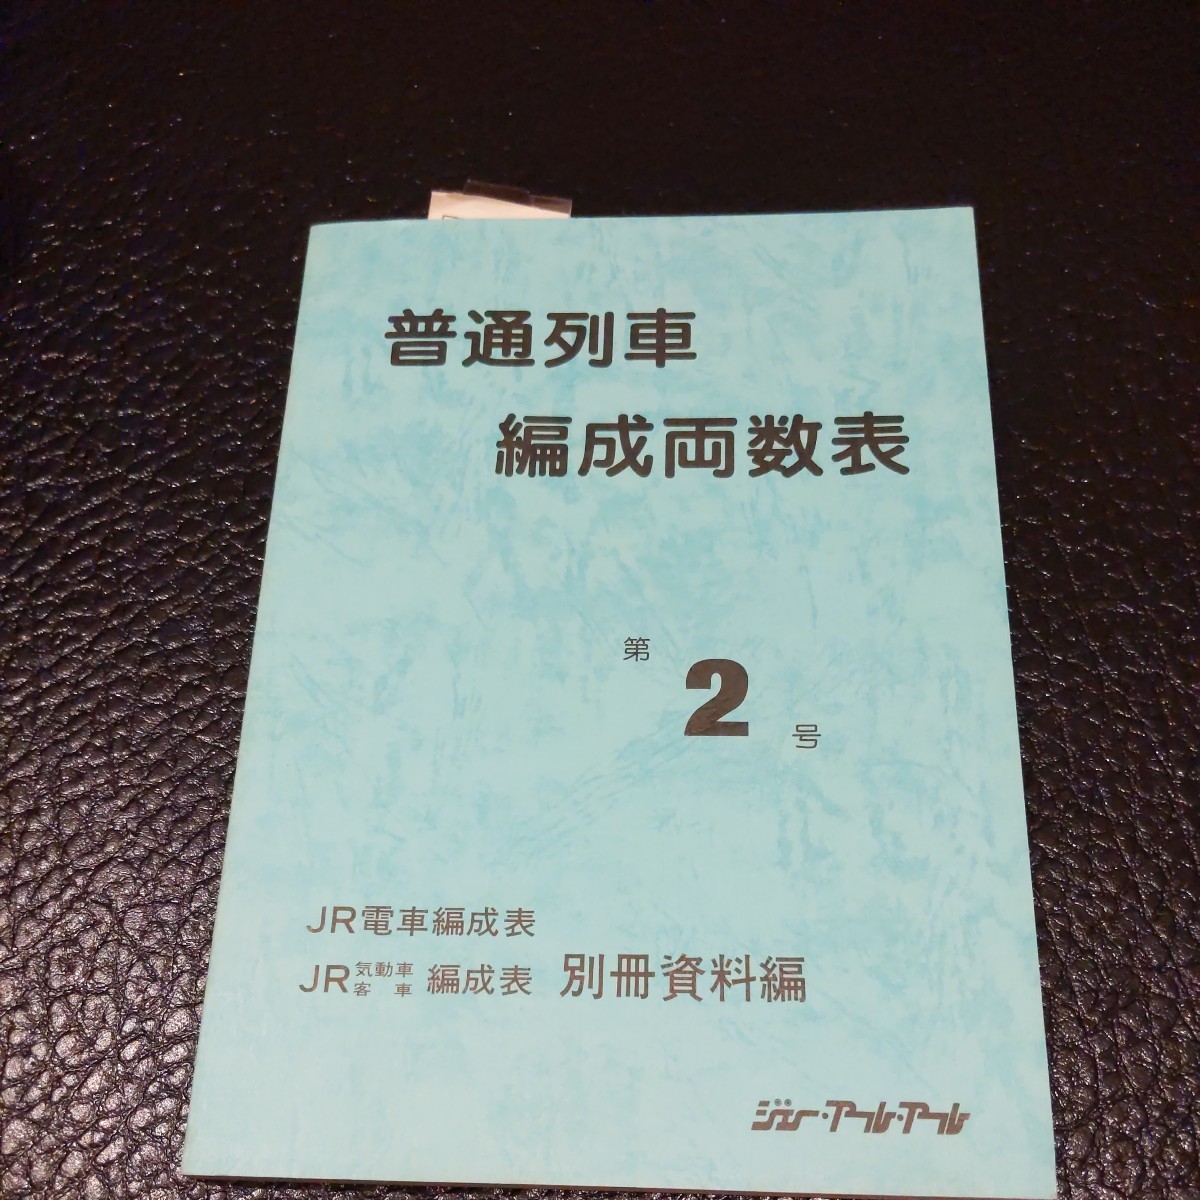 普通列車
編成両数表
第
2
号
JR電車編成表
JR気動車客車編成表 別冊資料編
ジェー・アール・アール